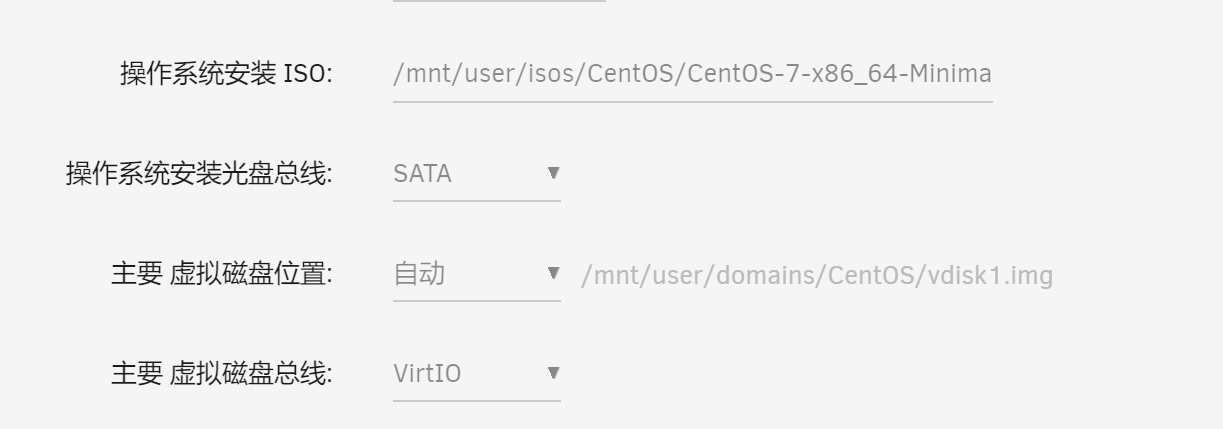 操作系统安装 ISO: /mnt/user/isos/CentOS/CentOS-7-x86_64-Minima
操作系统安装光盘总线: SATA
主要 虚拟磁盘位置: 自动 /mnt/user/domains/CentOS/vdisk1.img
主要 虚拟磁盘总线: VirtIO